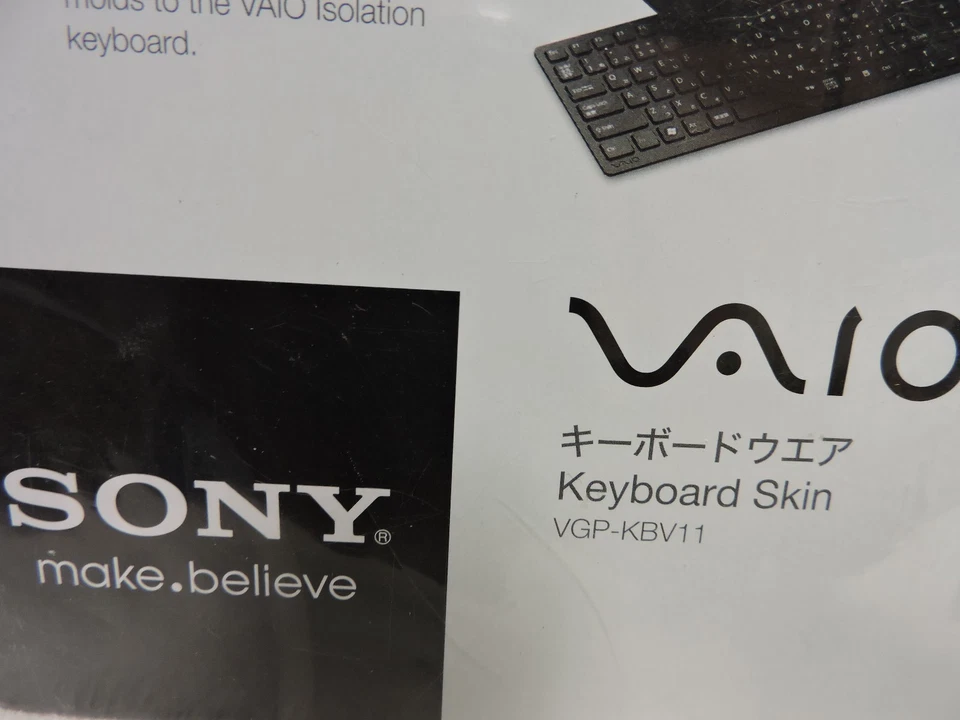 molds to the VAIO Isolation
keyboard.
VAIO
SONY®
make.believe
キーボードウエア
Keyboard Skin
VGP-KBV11